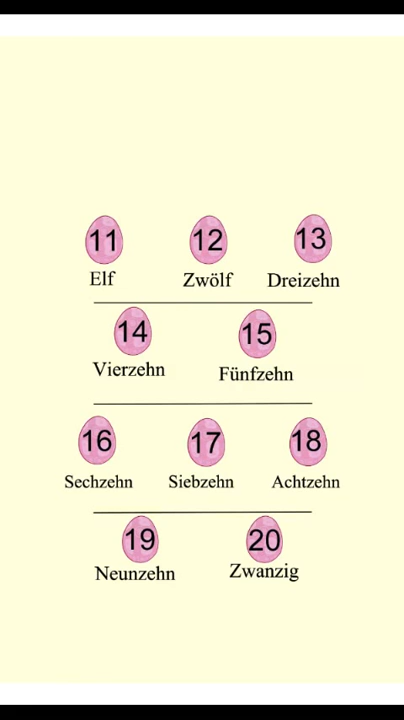 11 12 13
Elf Zwölf Dreizehn
14 15
Vierzehn Fünfzehn
16 17 18
Sechzehn Siebzehn Achtzehn
19 20
Neunzehn Zwanzig